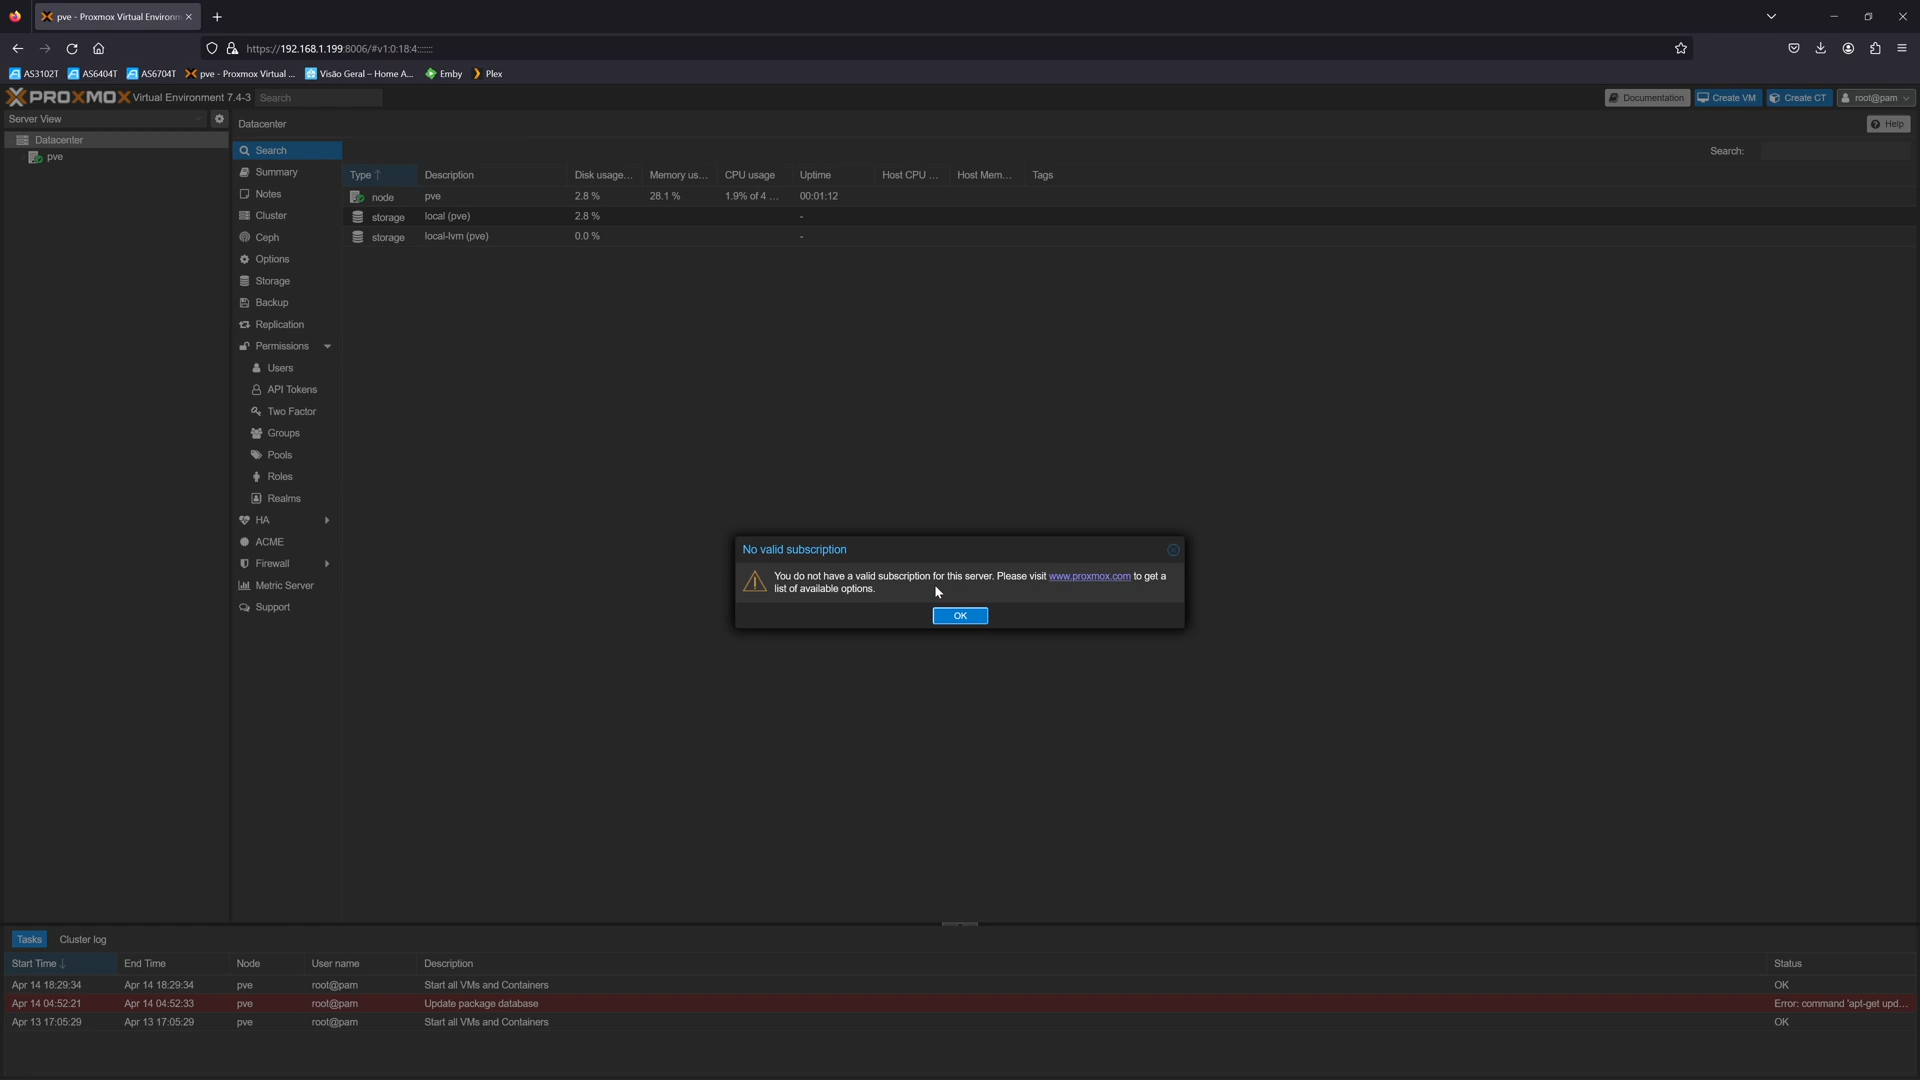 pve - Proxmox Virtual Environm
https://192.168.1.199:8006/#v1:0:18:4:::::::
AS3102T AS6404T AS6704T pve - Proxmox Virtual ... Visão Geral – Home A... Emby Plex
PROXMOX Virtual Environment 7.4-3 Search Documentation Create VM Create CT root@pam
Server View Datacenter Help
Datacenter
pve
Search Search:
Summary
Notes
Cluster
Ceph
Options
Storage
Backup
Replication
Permissions
Users
API Tokens
Two Factor
Groups
Pools
Roles
Realms
HA
ACME
Firewall
Metric Server
Support
Type Description Disk usage... Memory us... CPU usage Uptime Host CPU ... Host Mem... Tags
node pve 2.8 % 28.1 % 1.9% of 4 ... 00:01:12
storage local (pve) 2.8 % -
storage local-lvm (pve) 0.0 % -
No valid subscription
You do not have a valid subscription for this server. Please visit www.proxmox.com to get a
list of available options.
OK
Tasks Cluster log
Start Time End Time Node User name Description Status
Apr 14 18:29:34 Apr 14 18:29:34 pve root@pam Start all VMs and Containers OK
Apr 14 04:52:21 Apr 14 04:52:33 pve root@pam Update package database Error: command 'apt-get upd...
Apr 13 17:05:29 Apr 13 17:05:29 pve root@pam Start all VMs and Containers OK